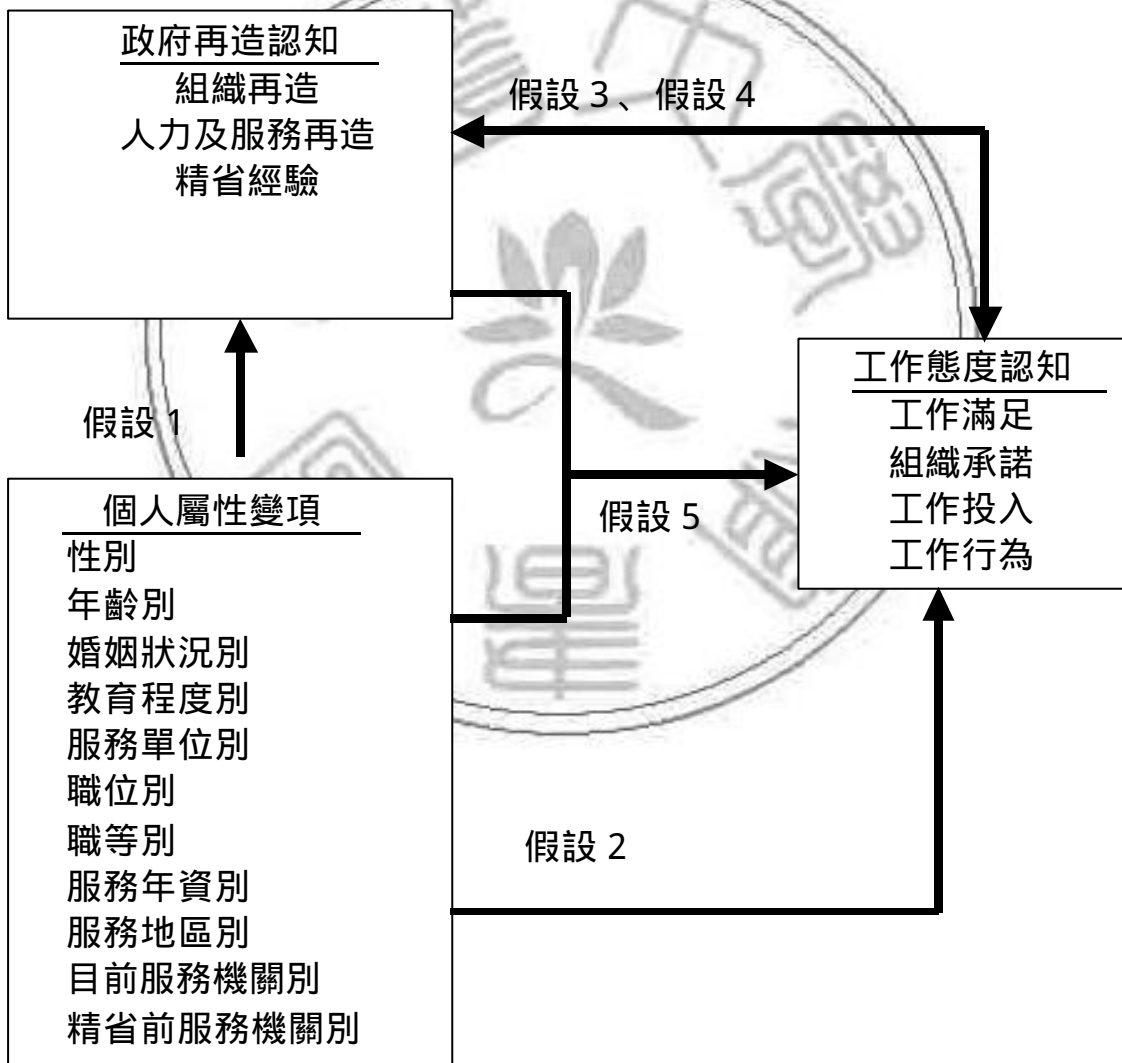 政府再造認知
組織再造
人力及服務再造
精省經驗
假設 3、假設 4
假設 1
工作態度認知
工作滿足
組織承諾
工作投入
工作行為
個人屬性變項
性別
年齡別
婚姻狀況別
教育程度別
服務單位別
職位別
職等別
服務年資別
服務地區別
目前服務機關別
精省前服務機關別
假設 5
假設 2